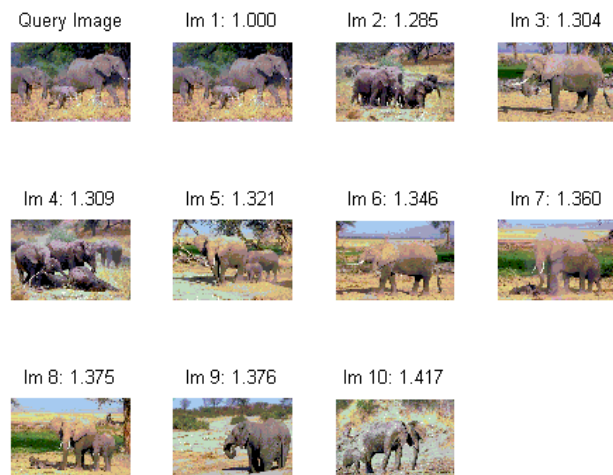 Query Image
Im 1: 1.000
Im 2: 1.285
Im 3: 1.304
Im 4: 1.309
Im 5: 1.321
Im 6: 1.346
Im 7: 1.360
Im 8: 1.375
Im 9: 1.376
Im 10: 1.417